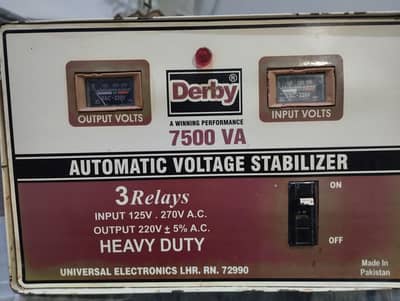 Derby®
A WINNING PERFORMANCE
OUTPUT VOLTS
INPUT VOLTS
7500 VA
AUTOMATIC VOLTAGE STABILIZER
3 Relays
INPUT 125V . 270V A.C.
OUTPUT 220V ± 5% A.C.
HEAVY DUTY
ON
OFF
Made In
Pakistan
UNIVERSAL ELECTRONICS LHR. RN. 72990